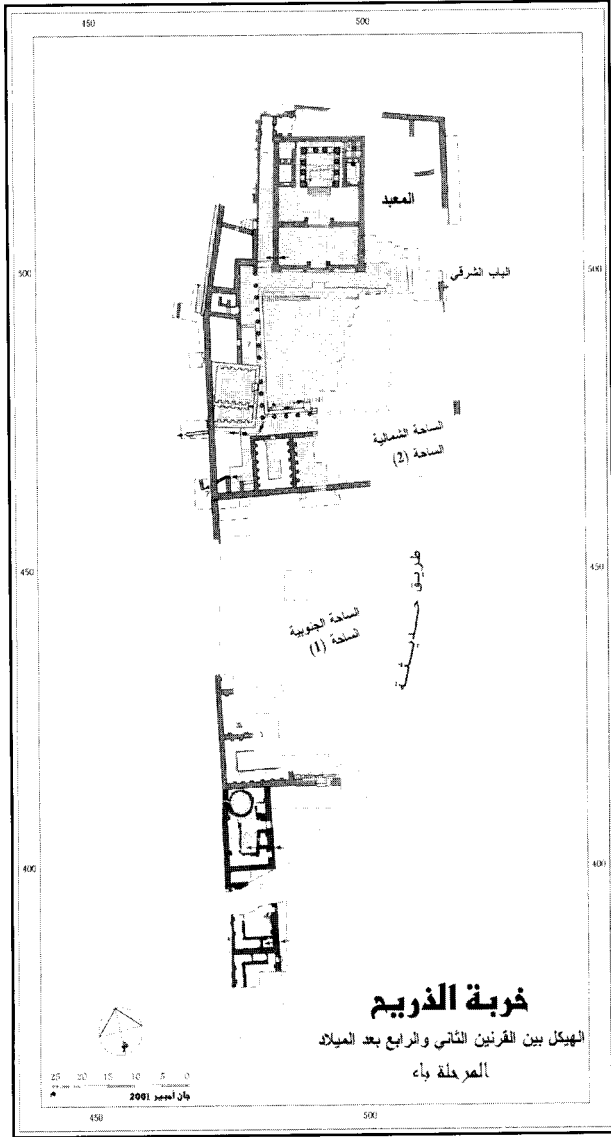 450 500
المعبد
500 500
الباب الشرقي
الساحة الشمالية
الساحة (2)
450 450
طريق حديثة
الساحة الجنوبية
الساحة (1)
400 400
خربة الذريح
الهيكل بين القرنين الثاني والرابع بعد الميلاد
المرحلة باء
25 20 15 10 5 0
م
جان امبير 2001
450 500